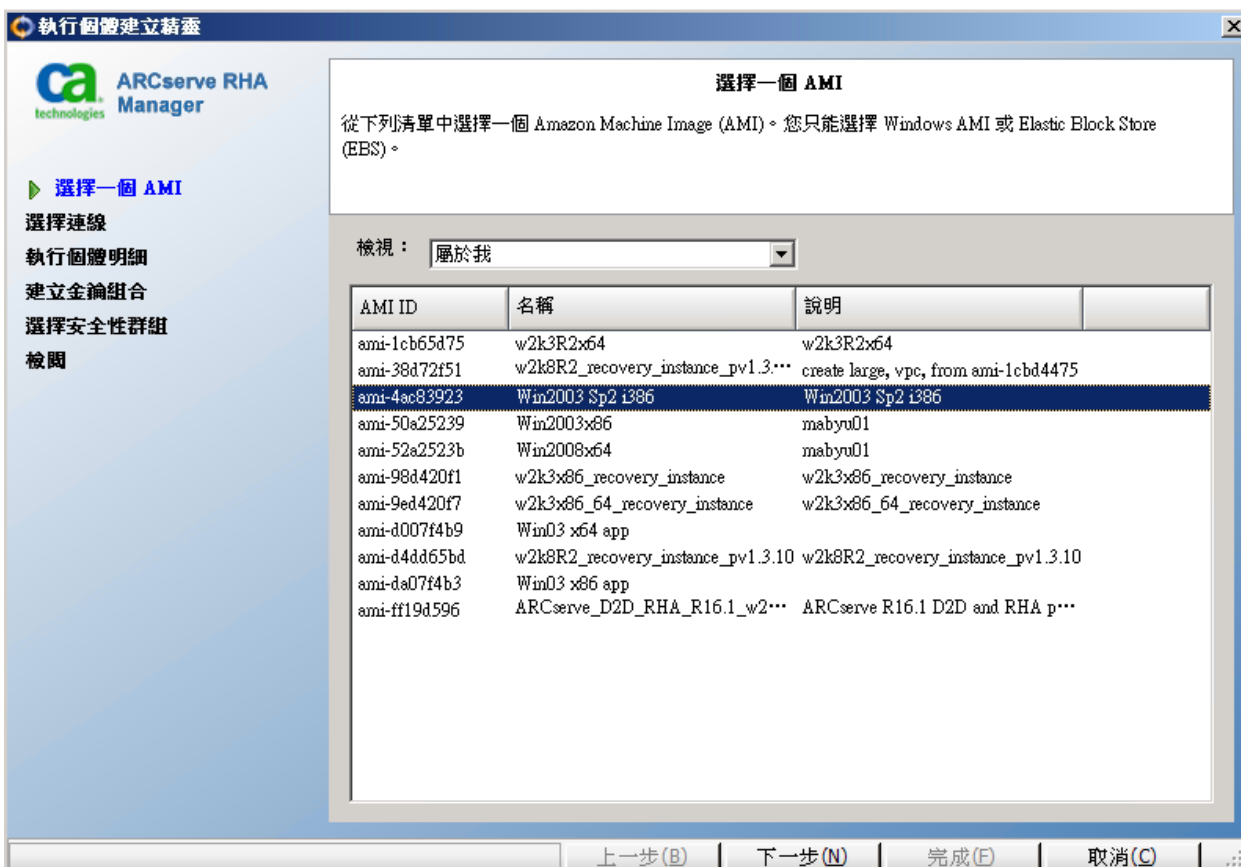 執行個體建立精靈
ca
technologies
ARCserve RHA
Manager
選擇一個 AMI
選擇連線
執行個體明細
建立金鑰組合
選擇安全性群組
檢閱
選擇一個 AMI
從下列清單中選擇一個 Amazon Machine Image (AMI)。您只能選擇 Windows AMI 或 Elastic Block Store
(EBS)。
檢視：
屬於我
AMI ID 名稱 說明
ami-1cb65d75 w2k3R2x64 w2k3R2x64
ami-38d72f51 w2k8R2_recovery_instance_pv1.3.… create large, vpc, from ami-1cbd4475
ami-4ac83923 Win2003 Sp2 i386 Win2003 Sp2 i386
ami-50a25239 Win2003x86 mabyu01
ami-52a2523b Win2008x64 mabyu01
ami-98d420f1 w2k3x86_recovery_instance w2k3x86_recovery_instance
ami-9ed420f7 w2k3x86_64_recovery_instance w2k3x86_64_recovery_instance
ami-d007f4b9 Win03 x64 app
ami-d4dd65bd w2k8R2_recovery_instance_pv1.3.10 w2k8R2_recovery_instance_pv1.3.10
ami-da07f4b3 Win03 x86 app
ami-ff19d596 ARCserve_D2D_RHA_R16.1_w2… ARCserve R16.1 D2D and RHA p…
上一步(B) 下一步(N) 完成(F) 取消(C)